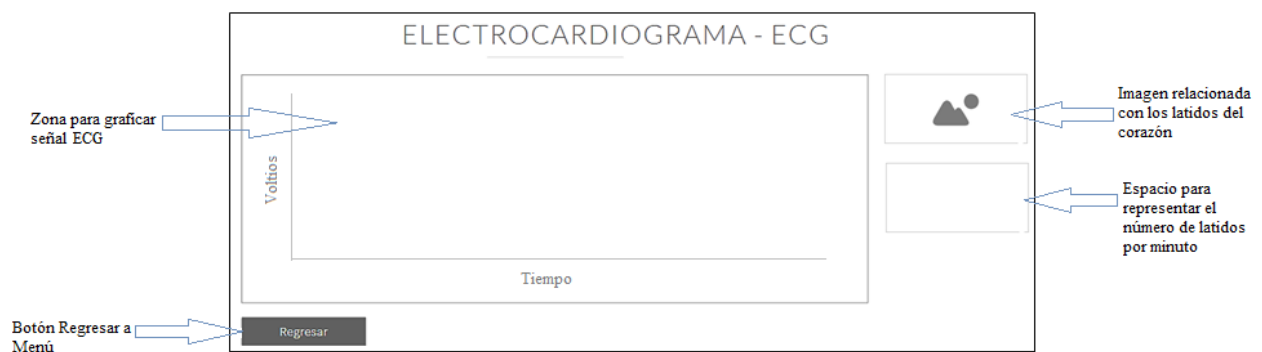 ELECTROCARDIOGRAMA - ECG
Zona para graficar
señal ECG
Voltios
Tiempo
Imagen relacionada
con los latidos del
corazón
Espacio para
representar el
número de latidos
por minuto
Botón Regresar a
Menú
Regresar